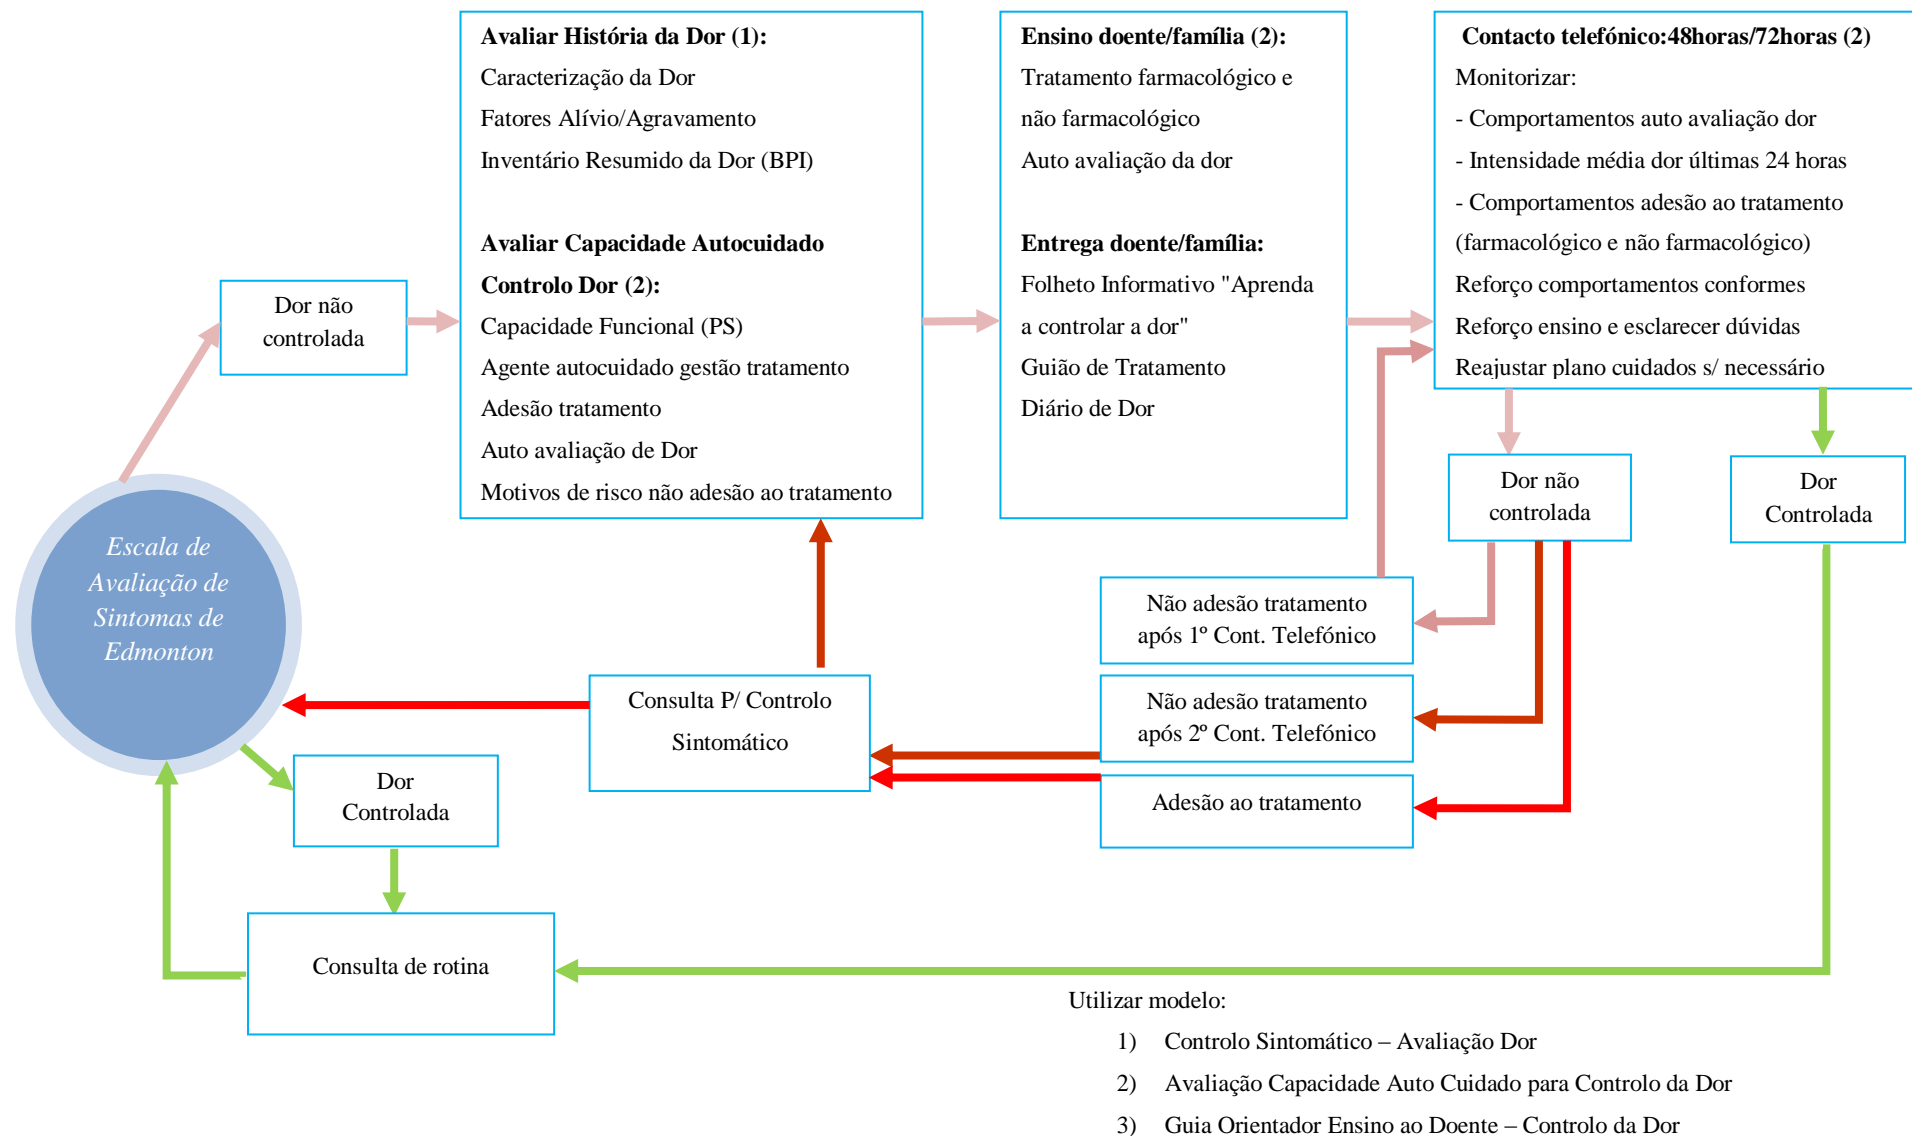 Avaliar História da Dor (1):
Caracterização da Dor
Fatores Alívio/Agravamento
Inventário Resumido da Dor (BPI)
Avaliar Capacidade Autocuidado
Controlo Dor (2):
Capacidade Funcional (PS)
Agente autocuidado gestão tratamento
Adesão tratamento
Auto avaliação de Dor
Motivos de risco não adesão ao tratamento
Ensino doente/família (2):
Tratamento farmacológico e
não farmacológico
Auto avaliação da dor
Entrega doente/família:
Folheto Informativo "Aprenda
a controlar a dor"
Guião de Tratamento
Diário de Dor
Contacto telefónico:48horas/72horas (2)
Monitorizar:
- Comportamentos auto avaliação dor
- Intensidade média dor últimas 24 horas
- Comportamentos adesão ao tratamento
(farmacológico e não farmacológico)
Reforço comportamentos conformes
Reforço ensino e esclarecer dúvidas
Reajustar plano cuidados s/ necessário
Dor não
controlada
Dor não
controlada
Dor
Controlada
Escala de
Avaliação de
Sintomas de
Edmonton
Não adesão tratamento
após 1º Cont. Telefónico
Consulta P/ Controlo
Sintomático
Não adesão tratamento
após 2º Cont. Telefónico
Adesão ao tratamento
Dor
Controlada
Consulta de rotina
Utilizar modelo:
1) Controlo Sintomático – Avaliação Dor
2) Avaliação Capacidade Auto Cuidado para Controlo da Dor
3) Guia Orientador Ensino ao Doente – Controlo da Dor